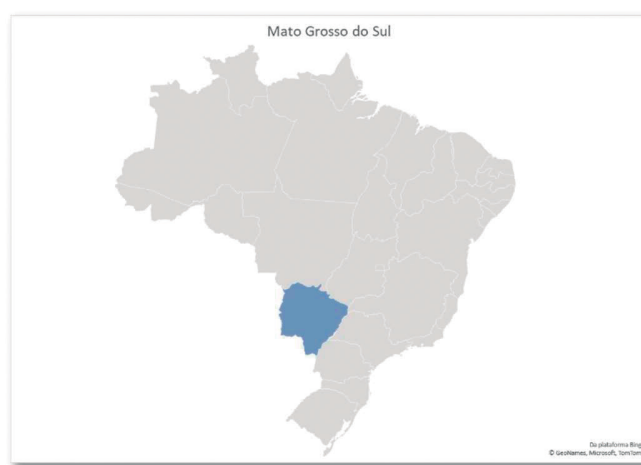 Mato Grosso do Sul
Da plataforma Bing
© GeoNames, Microsoft, TomTom